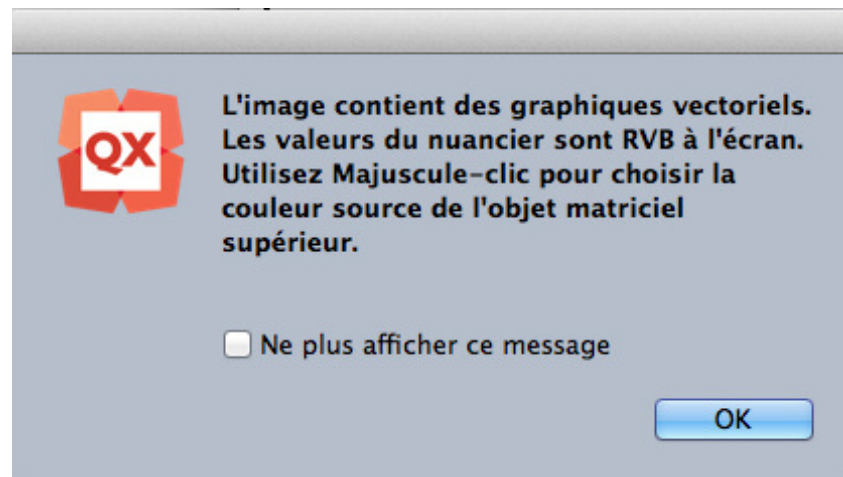 QX
L'image contient des graphiques vectoriels.
Les valeurs du nuancier sont RVB à l'écran.
Utilisez Majuscule-clic pour choisir la
couleur source de l'objet matriciel
supérieur.
Ne plus afficher ce message
OK